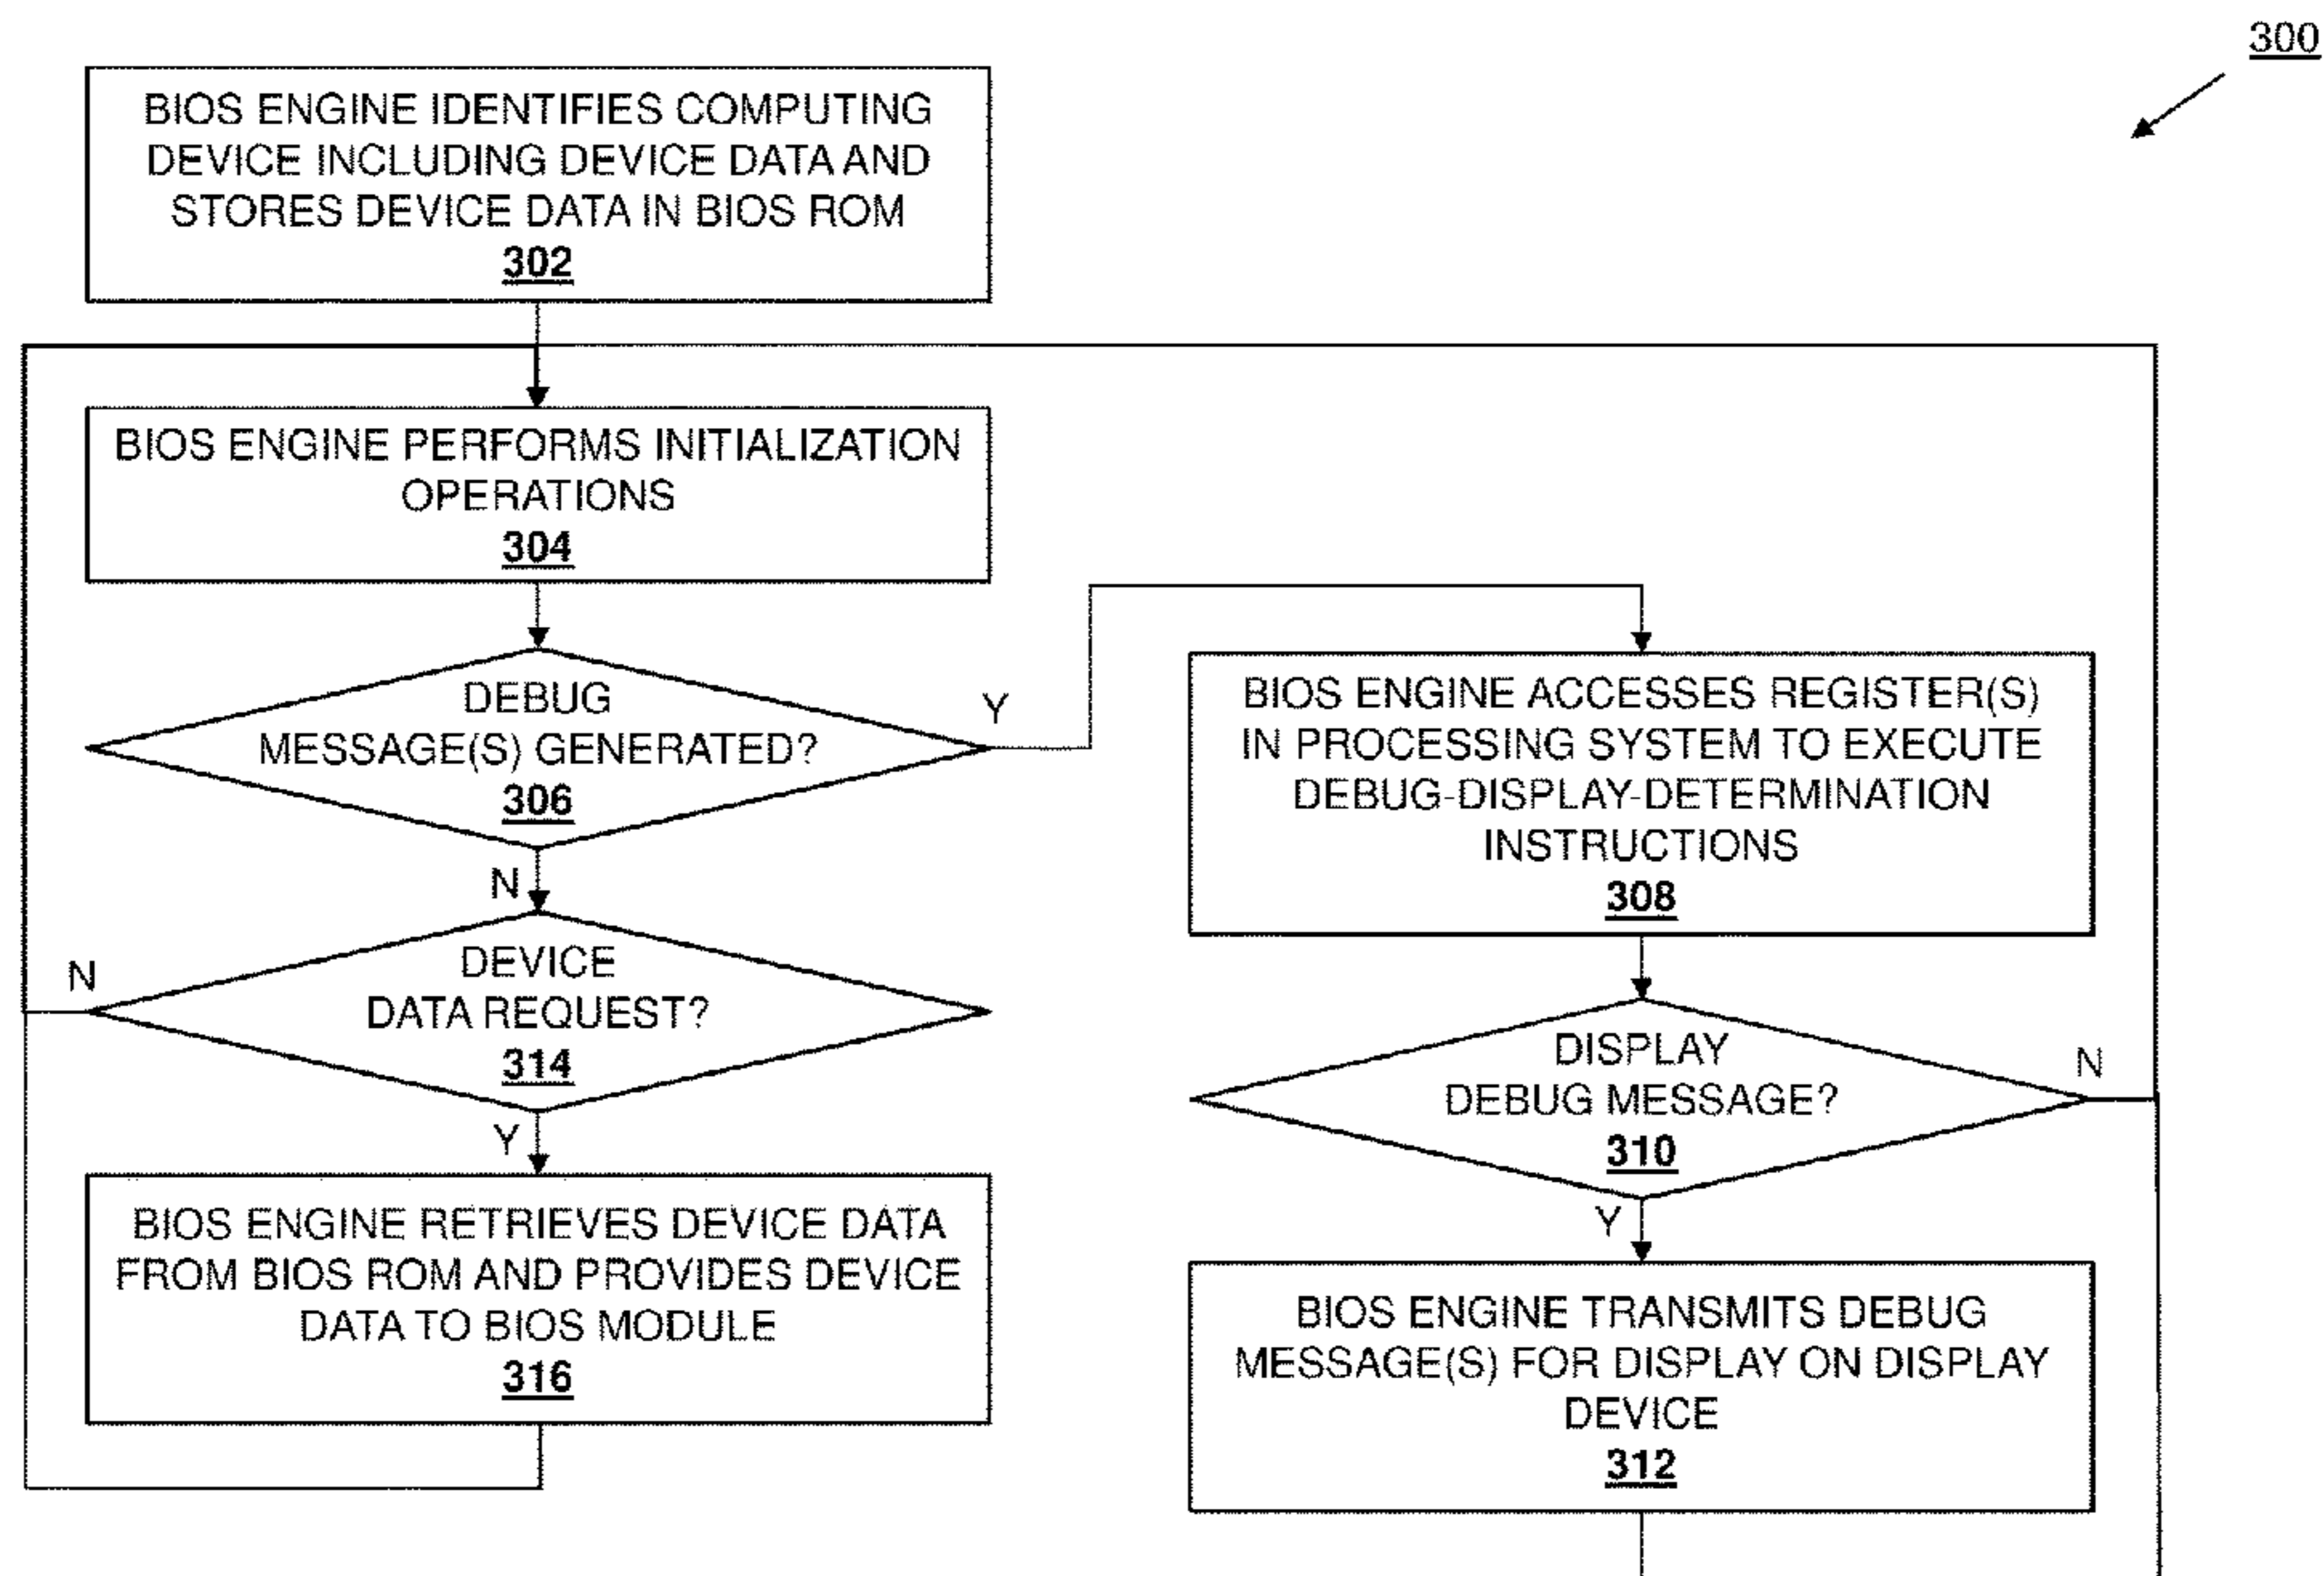 300
BIOS ENGINE IDENTIFIES COMPUTING
DEVICE INCLUDING DEVICE DATA AND
STORES DEVICE DATA IN BIOS ROM
302
BIOS ENGINE PERFORMS INITIALIZATION
OPERATIONS
304
DEBUG
MESSAGE(S) GENERATED?
306
Y
N
BIOS ENGINE ACCESSES REGISTER(S)
IN PROCESSING SYSTEM TO EXECUTE
DEBUG-DISPLAY-DETERMINATION
INSTRUCTIONS
308
DEVICE
DATA REQUEST?
314
N
Y
DISPLAY
DEBUG MESSAGE?
310
N
Y
BIOS ENGINE RETRIEVES DEVICE DATA
FROM BIOS ROM AND PROVIDES DEVICE
DATA TO BIOS MODULE
316
BIOS ENGINE TRANSMITS DEBUG
MESSAGE(S) FOR DISPLAY ON DISPLAY
DEVICE
312